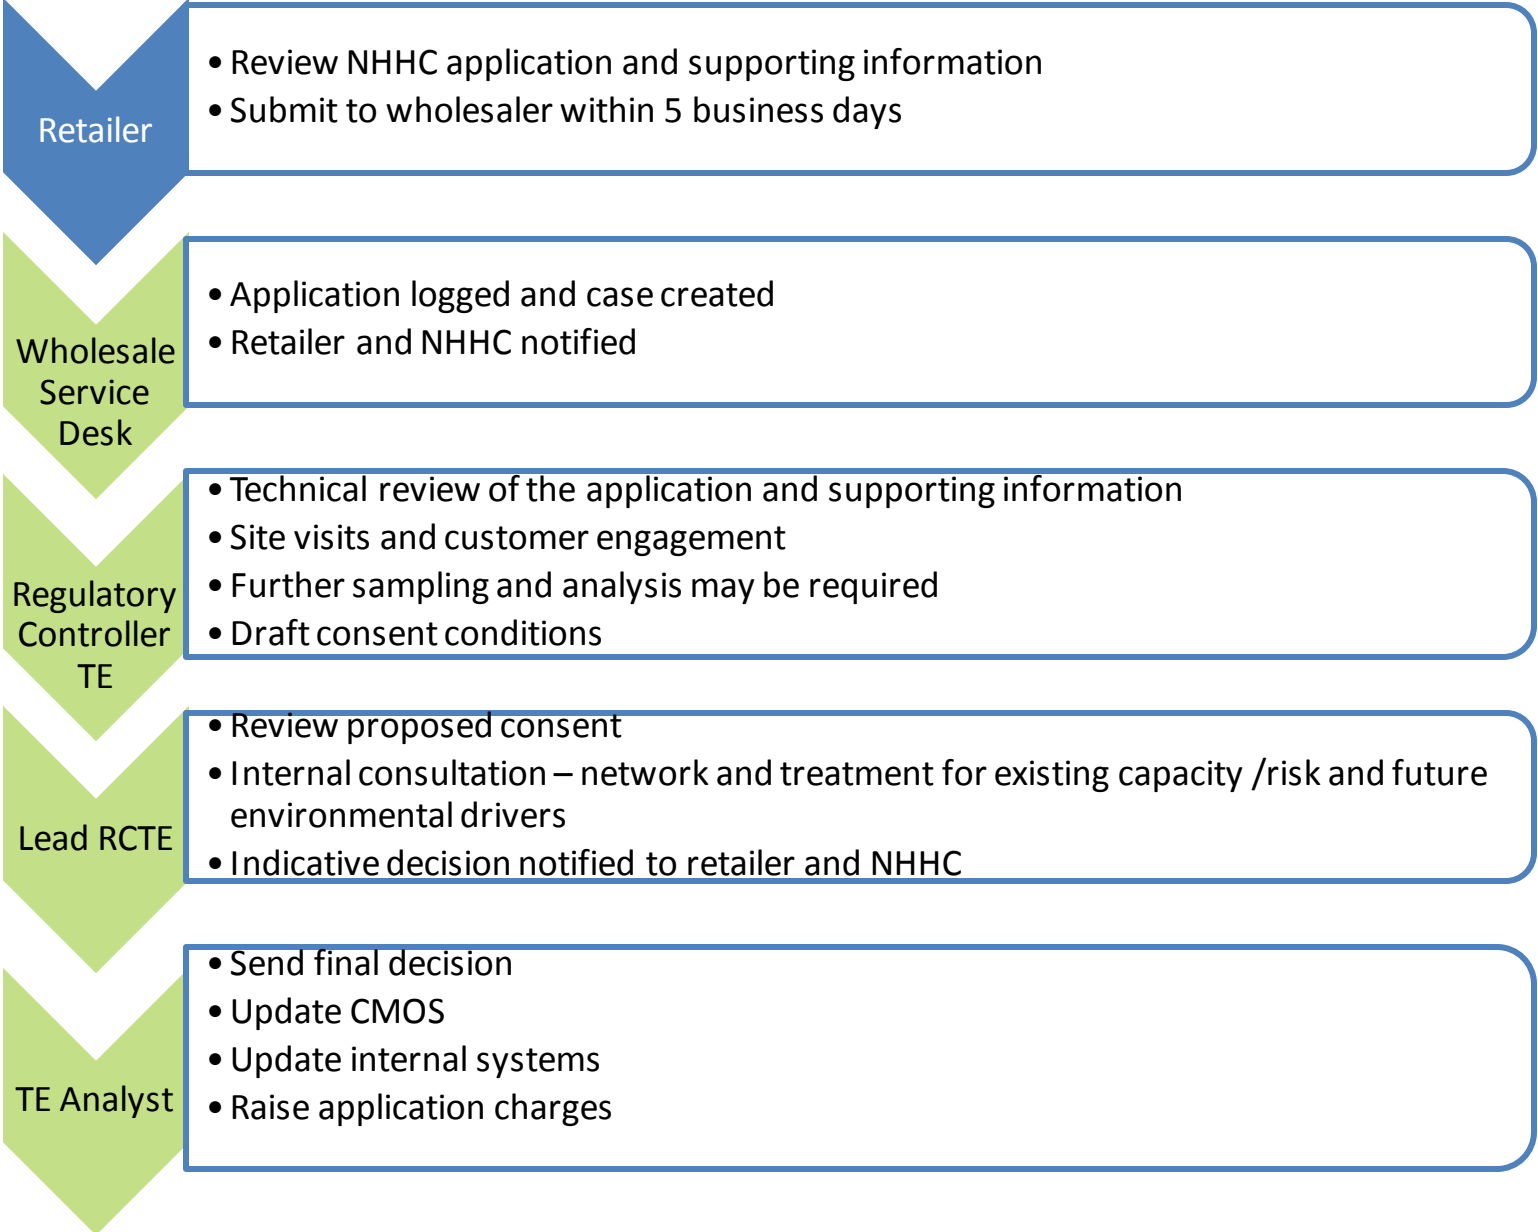 Retailer
• Review NHHC application and supporting information
• Submit to wholesaler within 5 business days
Wholesale
Service
Desk
• Application logged and case created
• Retailer and NHHC notified
Regulatory
Controller
TE
• Technical review of the application and supporting information
• Site visits and customer engagement
• Further sampling and analysis may be required
• Draft consent conditions
Lead RCTE
• Review proposed consent
• Internal consultation – network and treatment for existing capacity /risk and future
environmental drivers
• Indicative decision notified to retailer and NHHC
TE Analyst
• Send final decision
• Update CMOS
• Update internal systems
• Raise application charges